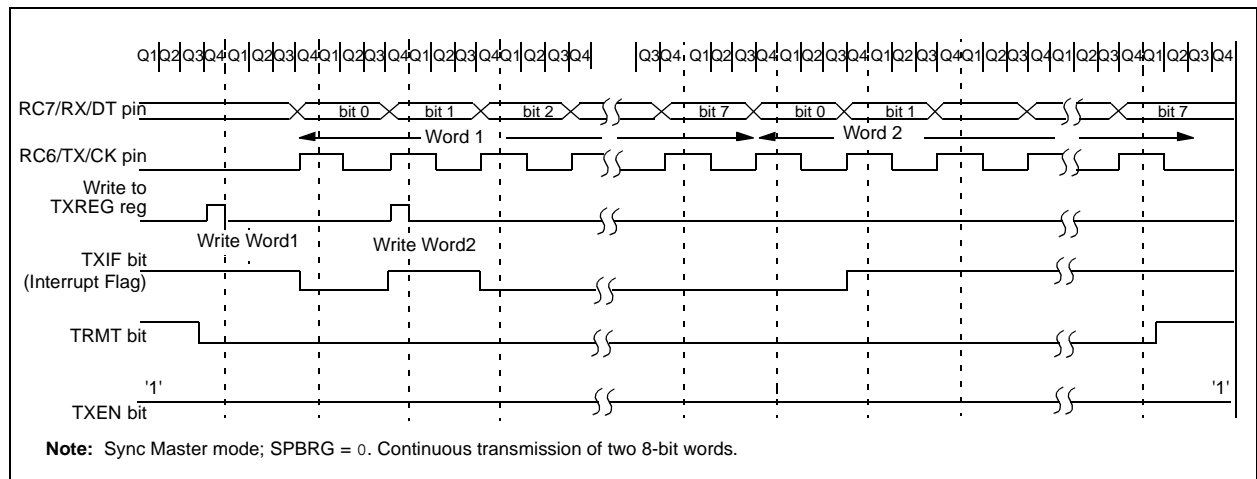 Q1 Q2 Q3 Q4 Q1 Q2 Q3 Q4 Q1 Q2 Q3 Q4 Q1 Q2 Q3 Q4 Q1 Q2 Q3 Q4 Q3 Q4 Q1 Q2 Q3 Q4 Q1 Q2 Q3 Q4 Q1 Q2 Q3 Q4 Q1 Q2 Q3 Q4 Q1 Q2 Q3 Q4 Q1 Q2 Q3 Q4
RC7/RX/DT pin bit 0 bit 1 bit 2 bit 7 bit 0 bit 1 bit 7
Word 1 Word 2
RC6/TX/CK pin
Write to
TXREG reg
Write Word1 Write Word2
TXIF bit
(Interrupt Flag)
TRMT bit
'1' '1'
TXEN bit
Note: Sync Master mode; SPBRG = 0. Continuous transmission of two 8-bit words.